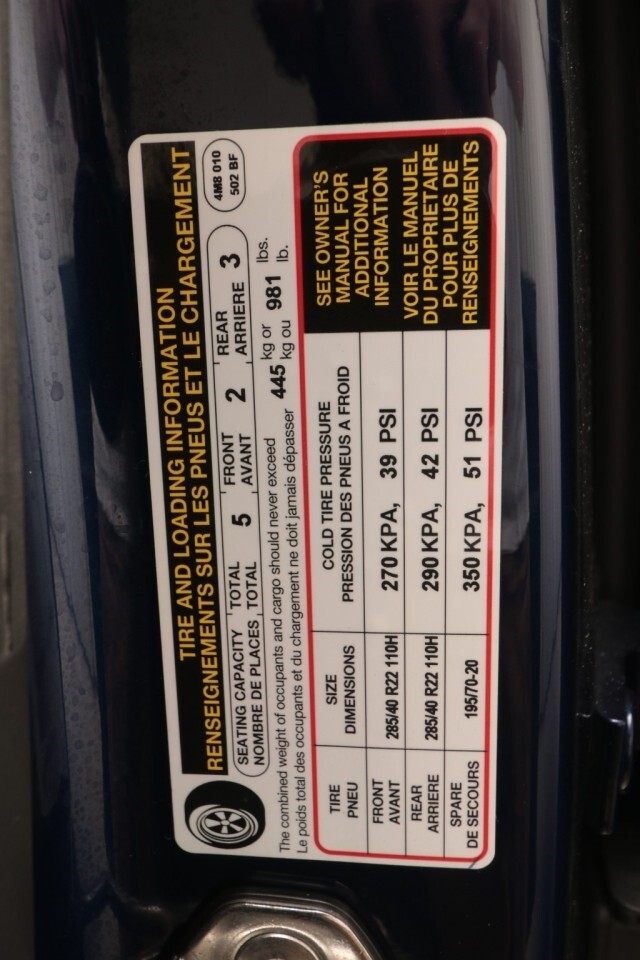 TIRE AND LOADING INFORMATION
RENSEIGNEMENTS SUR LES PNEUS ET LE CHARGEMENT
SEATING CAPACITY TOTAL 5 FRONT 2 REAR 3
NOMBRE DE PLACES TOTAL AVANT ARRIERE
4M8 010
502 BF
The combined weight of occupants and cargo should never exceed 445 kg or 981 lbs.
Le poids total des occupants et du chargement ne doit jamais dépasser kg ou lb.
TIRE SIZE COLD TIRE PRESSURE
PNEU DIMENSIONS PRESSION DES PNEUS A FROID
FRONT
AVANT 285/40 R22 110H 270 KPA, 39 PSI
REAR
ARRIERE 285/40 R22 110H 290 KPA, 42 PSI
SPARE
DE SECOURS 195/70-20 350 KPA, 51 PSI
SEE OWNER'S
MANUAL FOR
ADDITIONAL
INFORMATION
VOIR LE MANUEL
DU PROPRIETAIRE
POUR PLUS DE
RENSEIGNEMENTS